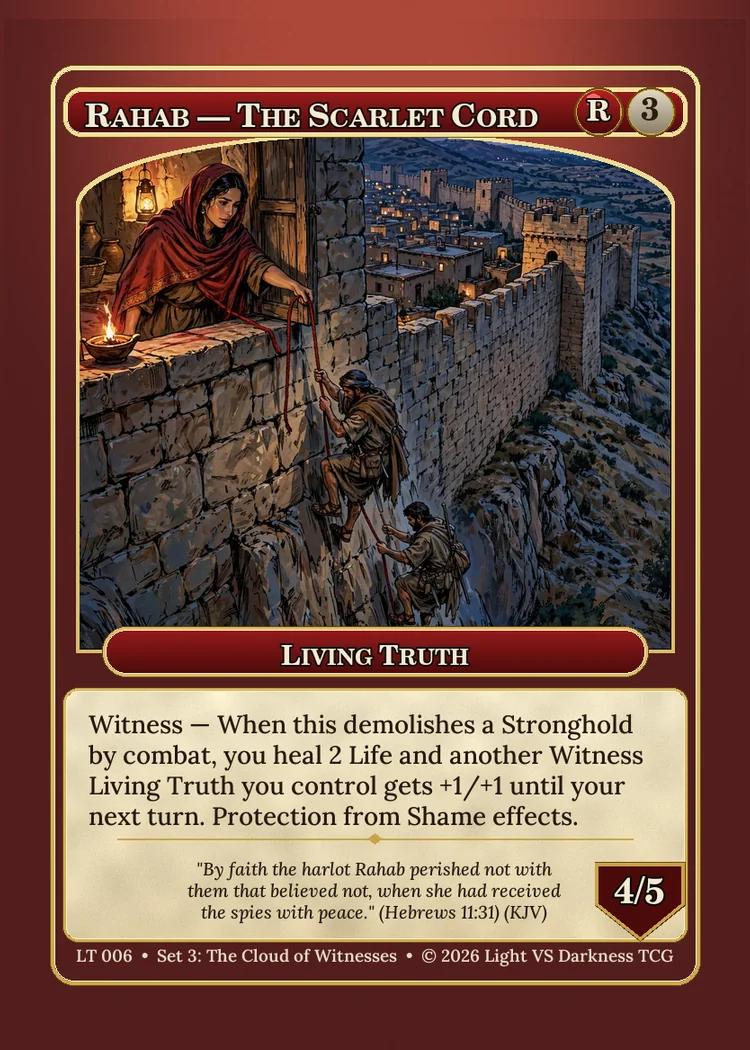 Rahab — The Scarlet Cord R 3
Living Truth
Witness — When this demolishes a Stronghold
by combat, you heal 2 Life and another Witness
Living Truth you control gets +1/+1 until your
next turn. Protection from Shame effects.
"By faith the harlot Rahab perished not with
them that believed not, when she had received
the spies with peace." (Hebrews 11:31) (KJV)
4/5
LT 006 • Set 3: The Cloud of Witnesses • © 2026 Light VS Darkness TCG